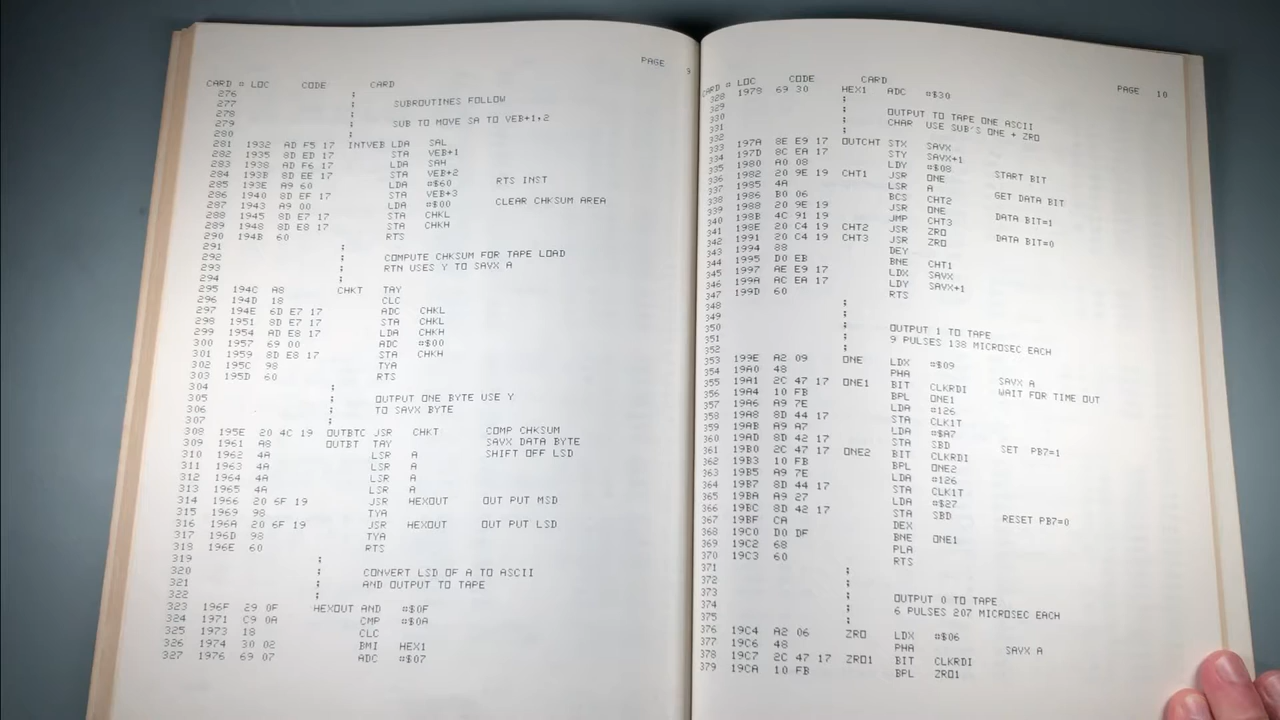 PAGE 9
CARD # LOC CODE CARD
276 ;
277 SUBROUTINES FOLLOW
278 ;
279 SUB TO MOVE SA TO VEB+1,2
280 ;
281 1932 AD F5 17 INTVEB LDA SAL
282 1935 8D ED 17 STA VEB+1
283 1938 AD F6 17 LDA SAH
284 193B 8D EE 17 STA VEB+2
285 193E A9 60 LDA #$60 RTS INST
286 1940 8D EF 17 STA VEB+3
287 1943 A9 00 LDA #$00 CLEAR CHKSUM AREA
288 1945 8D E7 17 STA CHKL
289 1948 8D E8 17 STA CHKH
290 194B 60 RTS
291 ;
292 COMPUTE CHKSUM FOR TAPE LOAD
293 ; RTN USES Y TO SAVX A
294 ;
295 194C A8 CHKT TAY
296 194D 18 CLC
297 194E 6D E7 17 ADC CHKL
298 1951 8D E7 17 STA CHKL
299 1954 AD E8 17 LDA CHKH
300 1957 69 00 ADC #$00
301 1959 8D E8 17 STA CHKH
302 195C 98 TYA
303 195D 60 RTS
304 ;
305 OUTPUT ONE BYTE USE Y
306 ; TO SAVX BYTE
307 ;
308 195E 20 4C 19 OUTBTC JSR CHKT COMP CHKSUM
309 1961 A8 OUTBT TAY SAVX DATA BYTE
310 1962 4A LSR A SHIFT OFF LSD
311 1963 4A LSR A
312 1964 4A LSR A
313 1965 4A LSR A
314 1966 20 6F 19 JSR HEXOUT OUT PUT MSD
315 1969 98 TYA
316 196A 20 6F 19 JSR HEXOUT OUT PUT LSD
317 196D 98 TYA
318 196E 60 RTS
319 ;
320 CONVERT LSD OF A TO ASCII
321 ; AND OUTPUT TO TAPE
322 ;
323 196F 29 0F HEXOUT AND #$0F
324 1971 C9 0A CMP #$0A
325 1973 18 CLC
326 1974 30 02 BMI HEX1
327 1976 69 07 ADC #$07
PAGE 10
CARD # LOC CODE CARD
328 1978 69 30 HEX1 ADC #$30
329 ;
330 ; OUTPUT TO TAPE ONE ASCII
331 ; CHAR USE SUB'S ONE + ZRO
332 ;
333 197A 8E E9 17 OUTCHT STX SAVX
334 197D 8C EA 17 STY SAVX+1
335 1980 A0 08 LDY #$08
336 1982 20 9E 19 CHT1 JSR ONE START BIT
337 1985 4A LSR A
338 1986 B0 06 BCS CHT2 GET DATA BIT
339 1988 20 9E 19 JSR ONE
340 198B 4C 91 19 JMP CHT3 DATA BIT=1
341 198E 20 C4 19 CHT2 JSR ZRO
342 1991 20 C4 19 CHT3 JSR ZRO DATA BIT=0
343 1994 88 DEY
344 1995 D0 EB BNE CHT1
345 1997 AE E9 17 LDX SAVX
346 199A AC EA 17 LDY SAVX+1
347 199D 60 RTS
348 ;
349 ;
350 ; OUTPUT 1 TO TAPE
351 ; 9 PULSES 138 MICROSEC EACH
352 ;
353 199E A2 09 ONE LDX #$09
354 19A0 48 PHA SAVX A
355 19A1 2C 47 17 ONE1 BIT CLKRDI WAIT FOR TIME OUT
356 19A4 10 FB BPL ONE1
357 19A6 A9 7E LDA #126
358 19A8 8D 44 17 STA CLK1T
359 19AB A9 A7 LDA #$A7
360 19AD 8D 42 17 STA SBD SET PB7=1
361 19B0 2C 47 17 ONE2 BIT CLKRDI
362 19B3 10 FB BPL ONE2
363 19B5 A9 7E LDA #126
364 19B7 8D 44 17 STA CLK1T
365 19BA A9 27 LDA #$27
366 19BC 8D 42 17 STA SBD RESET PB7=0
367 19BF CA DEX
368 19C0 D0 DF BNE ONE1
369 19C2 68 PLA
370 19C3 60 RTS
371 ;
372 ;
373 ; OUTPUT 0 TO TAPE
374 ; 6 PULSES 207 MICROSEC EACH
375 ;
376 19C4 A2 06 ZRO LDX #$06
377 19C6 48 PHA SAVX A
378 19C7 2C 47 17 ZRO1 BIT CLKRDI
379 19CA 10 FB BPL ZRO1